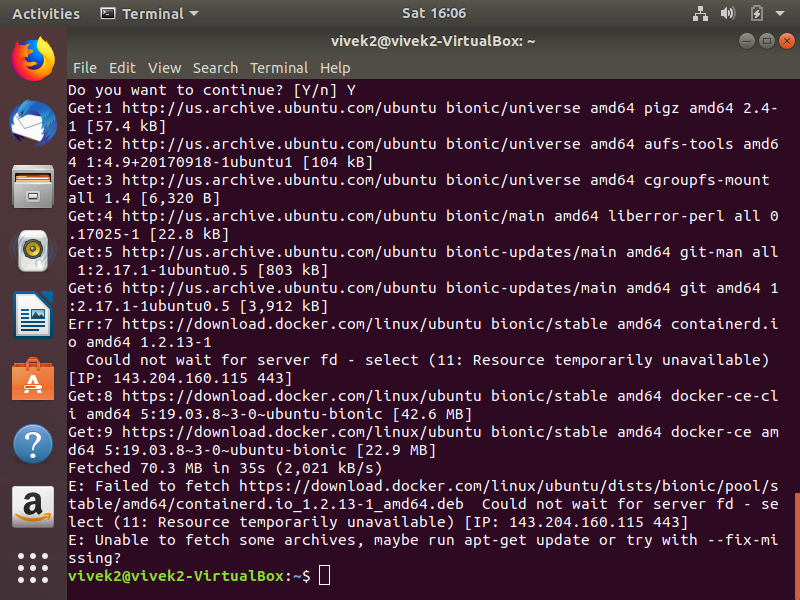 Activities Terminal Sat 16:06
vivek2@vivek2-VirtualBox: ~
File Edit View Search Terminal Help
Do you want to continue? [Y/n] Y
Get:1 http://us.archive.ubuntu.com/ubuntu bionic/universe amd64 pigz amd64 2.4-
1 [57.4 kB]
Get:2 http://us.archive.ubuntu.com/ubuntu bionic/universe amd64 aufs-tools amd6
4 1:4.9+20170918-1ubuntu1 [104 kB]
Get:3 http://us.archive.ubuntu.com/ubuntu bionic/universe amd64 cgroupfs-mount
all 1.4 [6,320 B]
Get:4 http://us.archive.ubuntu.com/ubuntu bionic/main amd64 liberror-perl all 0
.17025-1 [22.8 kB]
Get:5 http://us.archive.ubuntu.com/ubuntu bionic-updates/main amd64 git-man all
 1:2.17.1-1ubuntu0.5 [803 kB]
Get:6 http://us.archive.ubuntu.com/ubuntu bionic-updates/main amd64 git amd64 1
:2.17.1-1ubuntu0.5 [3,912 kB]
Err:7 https://download.docker.com/linux/ubuntu bionic/stable amd64 containerd.i
o amd64 1.2.13-1
  Could not wait for server fd - select (11: Resource temporarily unavailable)
[IP: 143.204.160.115 443]
Get:8 https://download.docker.com/linux/ubuntu bionic/stable amd64 docker-ce-cl
i amd64 5:19.03.8~3-0~ubuntu-bionic [42.6 MB]
Get:9 https://download.docker.com/linux/ubuntu bionic/stable amd64 docker-ce am
d64 5:19.03.8~3-0~ubuntu-bionic [22.9 MB]
Fetched 70.3 MB in 35s (2,021 kB/s)
E: Failed to fetch https://download.docker.com/linux/ubuntu/dists/bionic/pool/s
table/amd64/containerd.io_1.2.13-1_amd64.deb  Could not wait for server fd - se
lect (11: Resource temporarily unavailable) [IP: 143.204.160.115 443]
E: Unable to fetch some archives, maybe run apt-get update or try with --fix-mi
ssing?
vivek2@vivek2-VirtualBox:~$